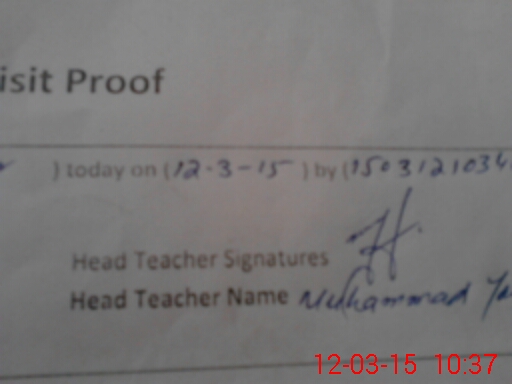 isit Proof
) today on (12-3-15) by (1503121034
Head Teacher Signatures
Head Teacher Name Muhammad
12-03-15 10:37